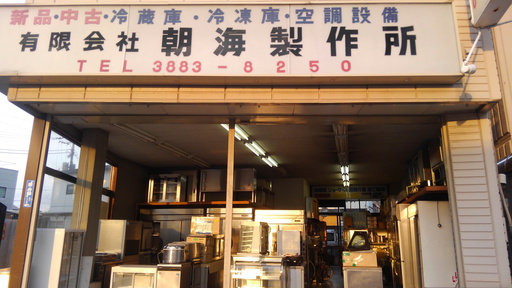 新品・中古・冷蔵庫・冷凍庫・空調設備
有限会社 朝海製作所
TEL 3883-8250